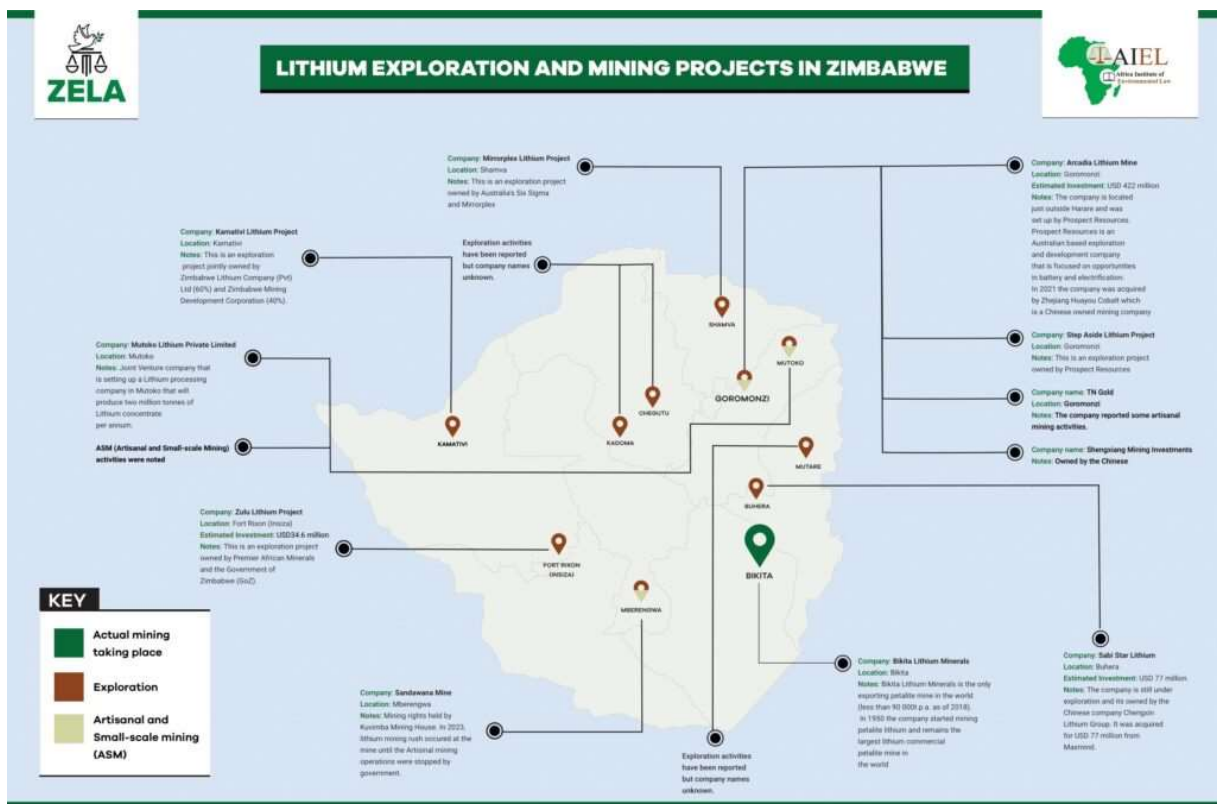 ZELA
LITHIUM EXPLORATION AND MINING PROJECTS IN ZIMBABWE
AIEL
Africa Institute of
Environmental Law
Company: Mirrorplex Lithium Project
Location: Shamva
Notes: This is an exploration project
owned by Australia's Six Sigma
and Mirrorplex
Company: Arcadia Lithium Mine
Location: Goromonzi
Estimated Investment: USD 422 million
Notes: The company is located
just outside Harare and was
set up by Prospect Resources.
Prospect Resources is an
Australian based exploration
and development company
that is focused on opportunities
in battery and electrification.
In 2021 the company was acquired
by Zhejiang Huayou Cobalt which
is a Chinese owned mining company
Company: Kamativi Lithium Project
Location: Kamativi
Notes: This is an exploration
project jointly owned by
Zimbabwe Lithium Company (Pvt)
Ltd (60%) and Zimbabwe Mining
Development Corporation (40%).
Exploration activities
have been reported
but company names
unknown.
Company: Mutoko Lithium Private Limited
Location: Mutoko
Notes: Joint Venture company that
is setting up a Lithium processing
company in Mutoko that will
produce two million tonnes of
Lithium concentrate
per annum.
ASM (Artisanal and Small-scale Mining)
activities were noted
Company: Step Aside Lithium Project
Location: Goromonzi
Notes: This is an exploration project
owned by Prospect Resources
Company name: TN Gold
Location: Goromonzi
Notes: The company reported some artisanal
mining activities.
Company name: Shengxiang Mining Investments
Notes: Owned by the Chinese
SHAMVA
MUTOKO
GOROMONZI
CHEGUTU
KADOMA
KAMATIVI
MUTARE
BUHERA
BIKITA
FORT RIXON
(INSIZA)
MBERENGWA
Company: Zulu Lithium Project
Location: Fort Rixon (Insiza)
Estimated Investment: USD34.6 million
Notes: This is an exploration project
owned by Premier African Minerals
and the Government of
Zimbabwe (GoZ)
KEY
Actual mining
taking place
Exploration
Artisanal and
Small-scale mining
(ASM)
Company: Sandawana Mine
Location: Mberengwa
Notes: Mining rights held by
Kuvimba Mining House. In 2023,
lithium mining rush occured at the
mine until the Artisinal mining
operations were stopped by
government.
Exploration activities
have been reported
but company names
unknown.
Company: Bikita Lithium Minerals
Location: Bikita
Notes: Bikita Lithium Minerals is the only
exporting petalite mine in the world
(less than 90 000t p.a. as of 2018).
In 1950 the company started mining
petalite lithium and remains the
largest lithium commercial
petalite mine in
the world
Company: Sabi Star Lithium
Location: Buhera
Estimated Investment: USD 77 million
Notes: The company is still under
exploration and its owned by the
Chinese company Chengxin
Lithium Group. It was acquired
for USD 77 million from
Maxmind.